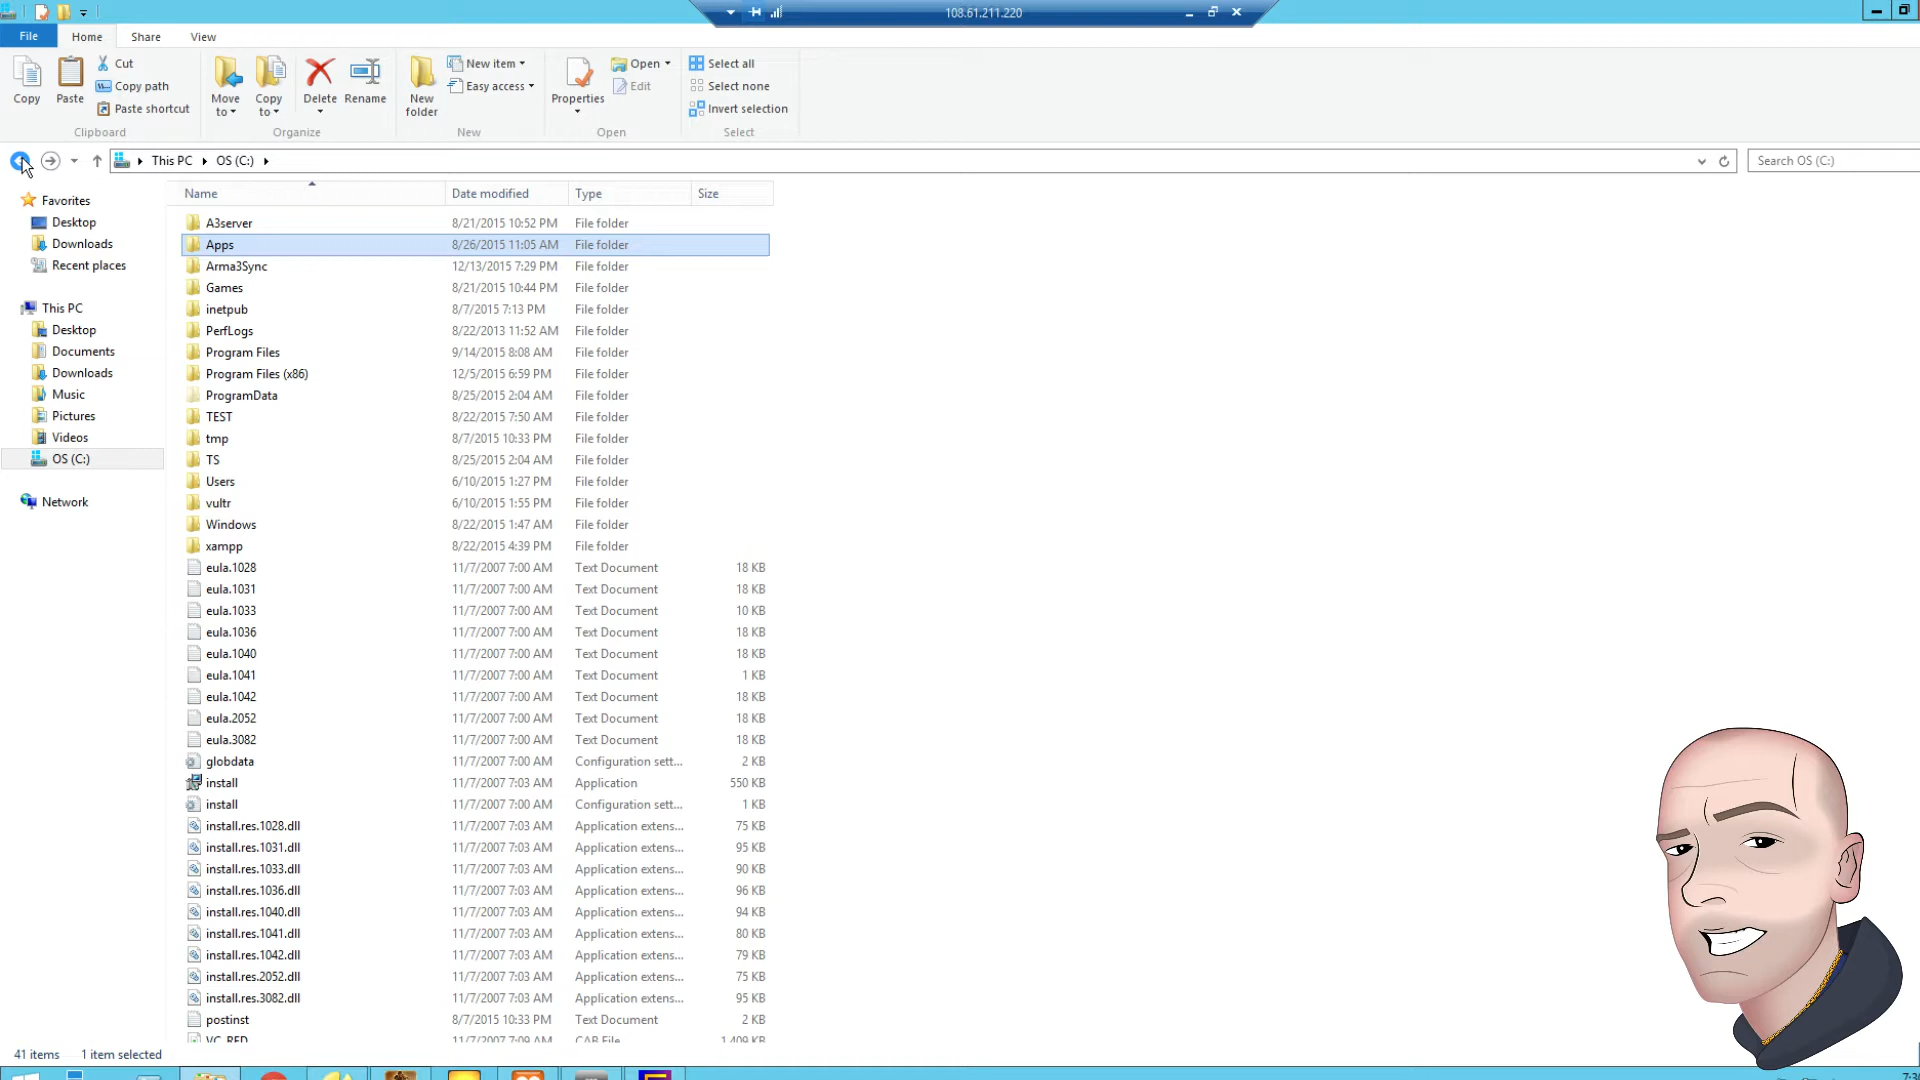 108.61.211.220
File Home Share View
Copy
Paste
Cut
Copy path
Paste shortcut
Clipboard
Move to
Copy to
Delete
Rename
Organize
New folder
New item
Easy access
New
Properties
Open
Edit
Open
Select all
Select none
Invert selection
Select
This PC OS (C:)
Search OS (C:)
Favorites
Desktop
Downloads
Recent places
This PC
Desktop
Documents
Downloads
Music
Pictures
Videos
OS (C:)
Network
Name Date modified Type Size
A3server 8/21/2015 10:52 PM File folder
Apps 8/26/2015 11:05 AM File folder
Arma3Sync 12/13/2015 7:29 PM File folder
Games 8/21/2015 10:44 PM File folder
inetpub 8/7/2015 7:13 PM File folder
PerfLogs 8/22/2013 11:52 AM File folder
Program Files 9/14/2015 8:08 AM File folder
Program Files (x86) 12/5/2015 6:59 PM File folder
ProgramData 8/25/2015 2:04 AM File folder
TEST 8/22/2015 7:50 AM File folder
tmp 8/7/2015 10:33 PM File folder
TS 8/25/2015 2:04 AM File folder
Users 6/10/2015 1:27 PM File folder
vultr 6/10/2015 1:55 PM File folder
Windows 8/22/2015 1:47 AM File folder
xampp 8/22/2015 4:39 PM File folder
eula.1028 11/7/2007 7:00 AM Text Document 18 KB
eula.1031 11/7/2007 7:00 AM Text Document 18 KB
eula.1033 11/7/2007 7:00 AM Text Document 10 KB
eula.1036 11/7/2007 7:00 AM Text Document 18 KB
eula.1040 11/7/2007 7:00 AM Text Document 18 KB
eula.1041 11/7/2007 7:00 AM Text Document 1 KB
eula.1042 11/7/2007 7:00 AM Text Document 18 KB
eula.2052 11/7/2007 7:00 AM Text Document 18 KB
eula.3082 11/7/2007 7:00 AM Text Document 18 KB
globdata 11/7/2007 7:00 AM Configuration sett... 2 KB
install 11/7/2007 7:03 AM Application 550 KB
install 11/7/2007 7:00 AM Configuration sett... 1 KB
install.res.1028.dll 11/7/2007 7:03 AM Application extens... 75 KB
install.res.1031.dll 11/7/2007 7:03 AM Application extens... 95 KB
install.res.1033.dll 11/7/2007 7:03 AM Application extens... 90 KB
install.res.1036.dll 11/7/2007 7:03 AM Application extens... 96 KB
install.res.1040.dll 11/7/2007 7:03 AM Application extens... 94 KB
install.res.1041.dll 11/7/2007 7:03 AM Application extens... 80 KB
install.res.1042.dll 11/7/2007 7:03 AM Application extens... 79 KB
install.res.2052.dll 11/7/2007 7:03 AM Application extens... 75 KB
install.res.3082.dll 11/7/2007 7:03 AM Application extens... 95 KB
postinst 8/7/2015 10:33 PM Text Document 2 KB
VC_RED 11/7/2007 7:09 AM CAB File 1,409 KB
41 items 1 item selected